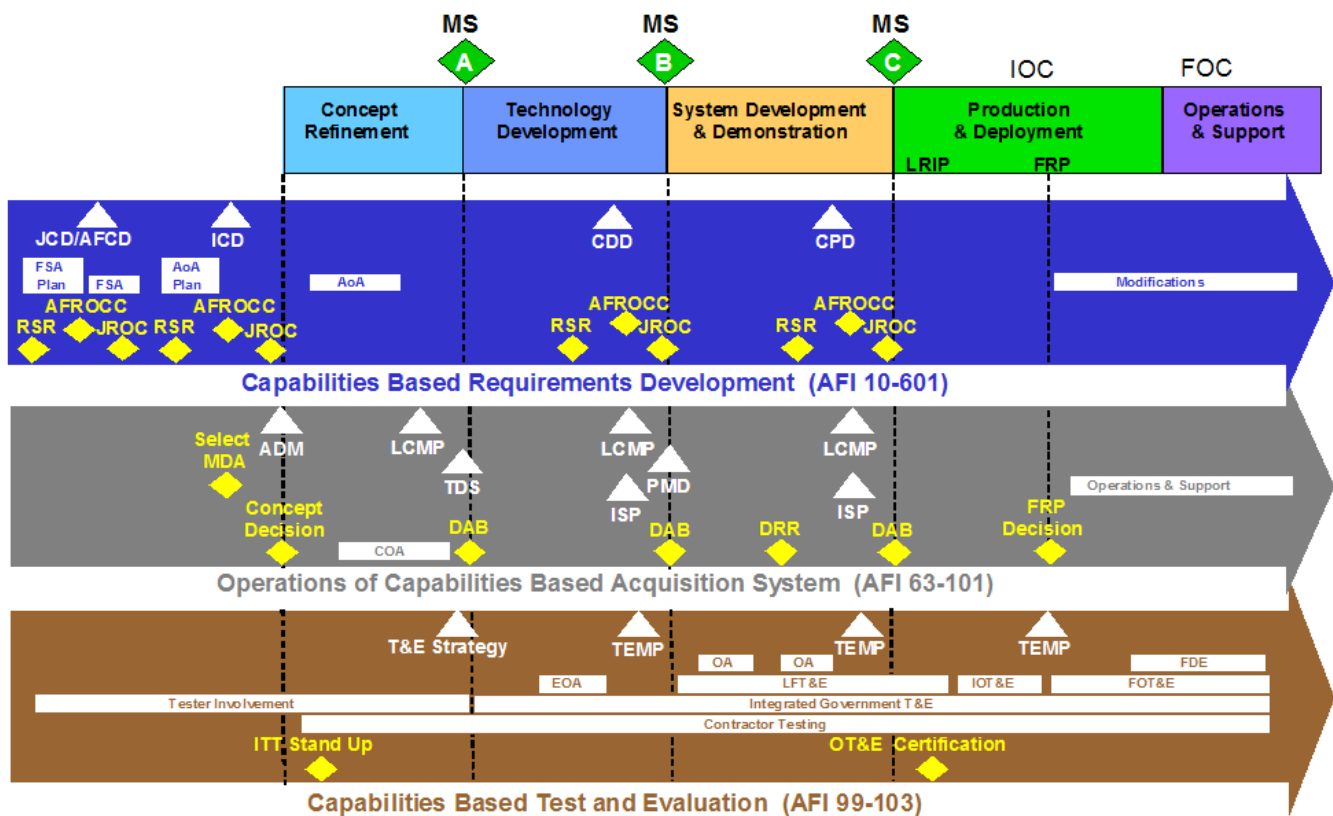 MS MS MS
A B C IOC FOC
Concept Technology System Development Production Operations
Refinement Development & Demonstration & Deployment & Support
LRIP FRP
JCD/AFCD ICD CDD CPD
FSA AoA
Plan FSA Plan AoA Modifications
AFROCC AFROCC AFROCC AFROCC
RSR JROC RSR JROC RSR JROC RSR JROC
Capabilities Based Requirements Development (AFI 10-601)
Select ADM LCMP LCMP LCMP
MDA
TDS PMD Operations & Support
Concept ISP ISP FRP
Decision DAB DAB DRR DAB Decision
COA
Operations of Capabilities Based Acquisition System (AFI 63-101)
T&E Strategy TEMP TEMP TEMP
OA OA FDE
EOA LFT&E IOT&E FOT&E
Tester Involvement Integrated Government T&E
Contractor Testing
ITT Stand Up OT&E Certification
Capabilities Based Test and Evaluation (AFI 99-103)